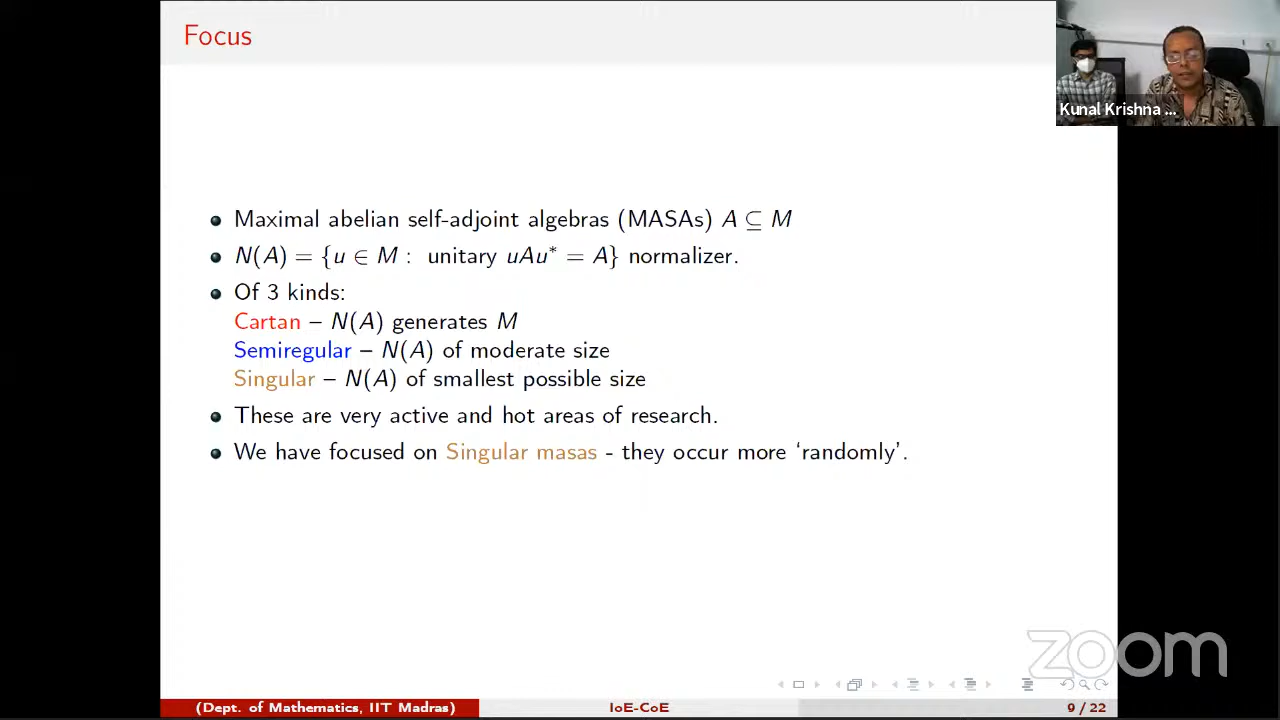 Focus
Kunal Krishna ...
Maximal abelian self-adjoint algebras (MASAs) A ⊆ M
N(A) = {u ∈ M : unitary uAu* = A} normalizer.
Of 3 kinds:
Cartan – N(A) generates M
Semiregular – N(A) of moderate size
Singular – N(A) of smallest possible size
These are very active and hot areas of research.
We have focused on Singular masas - they occur more ‘randomly’.
zoom
(Dept. of Mathematics, IIT Madras) IoE-CoE 9 / 22